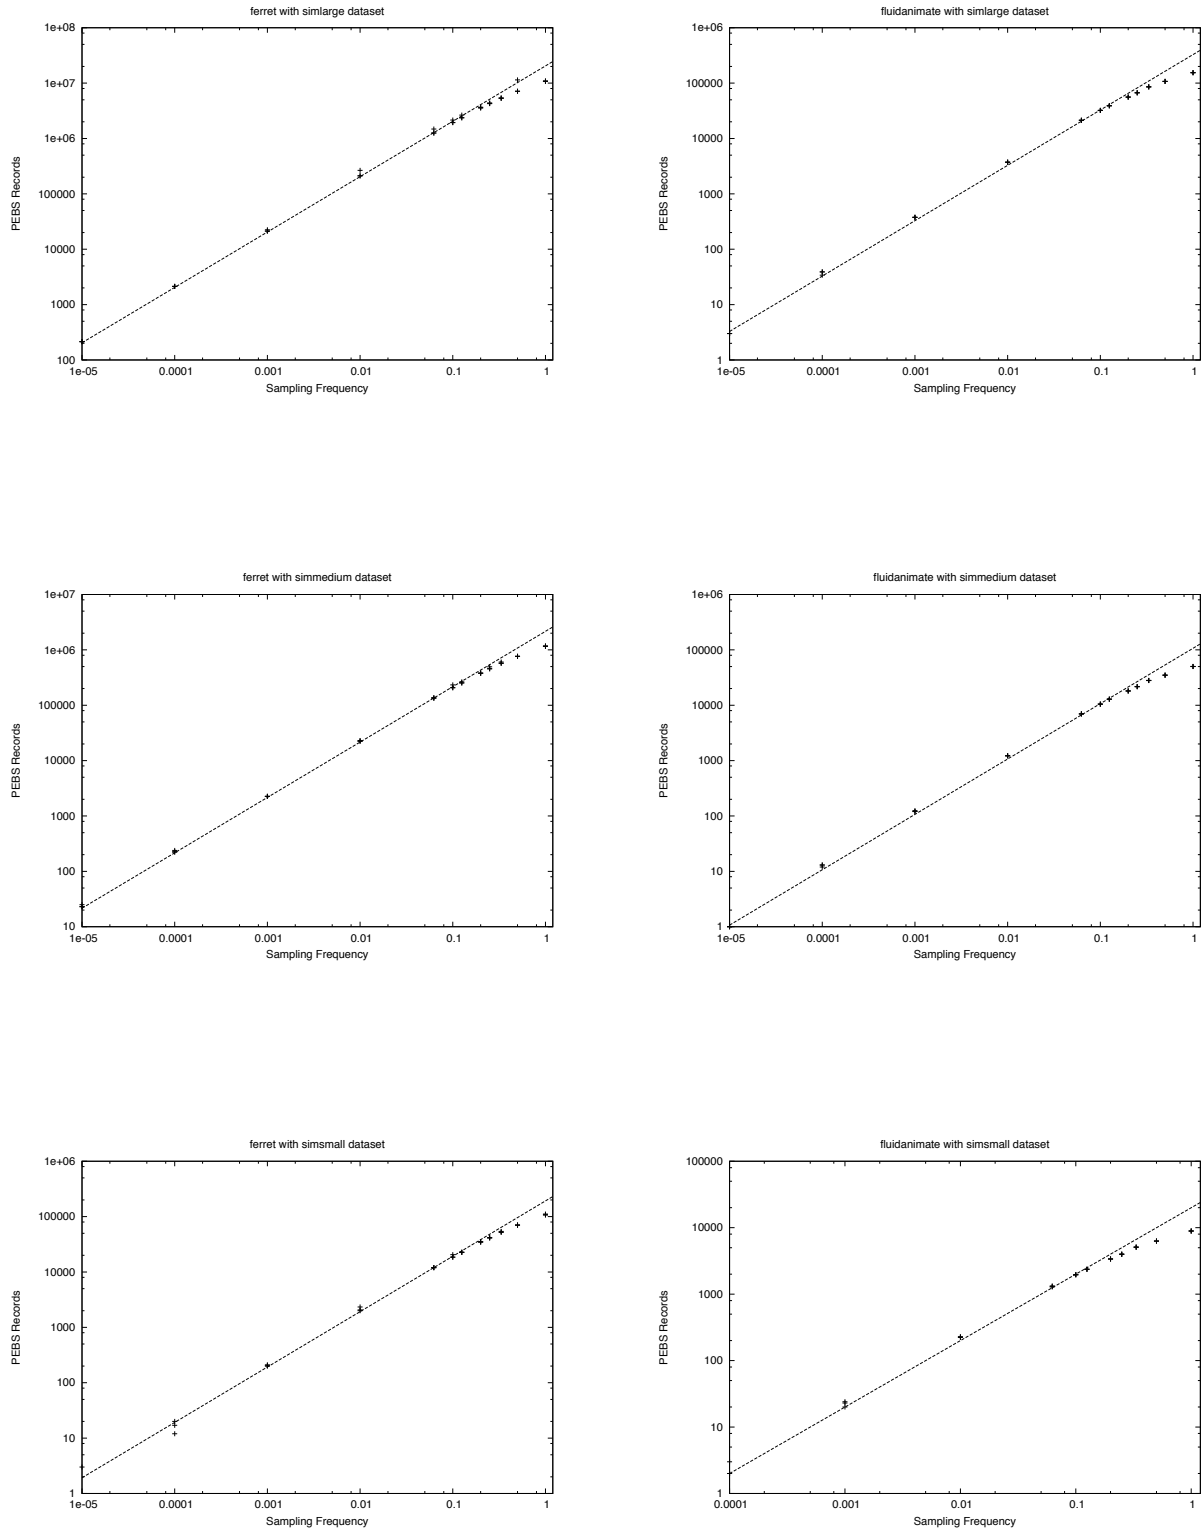 ferret with simlarge dataset
1e+08
1e+07
1e+06
100000
10000
1000
100
1e-05 0.0001 0.001 0.01 0.1 1
Sampling Frequency
PEBS Records
fluidanimate with simlarge dataset
1e+06
100000
10000
1000
100
10
1
1e-05 0.0001 0.001 0.01 0.1 1
Sampling Frequency
PEBS Records
ferret with simmedium dataset
1e+07
1e+06
100000
10000
1000
100
10
1e-05 0.0001 0.001 0.01 0.1 1
Sampling Frequency
PEBS Records
fluidanimate with simmedium dataset
1e+06
100000
10000
1000
100
10
1
1e-05 0.0001 0.001 0.01 0.1 1
Sampling Frequency
PEBS Records
ferret with simsmall dataset
1e+06
100000
10000
1000
100
10
1
1e-05 0.0001 0.001 0.01 0.1 1
Sampling Frequency
PEBS Records
fluidanimate with simsmall dataset
100000
10000
1000
100
10
1
0.0001 0.001 0.01 0.1 1
Sampling Frequency
PEBS Records